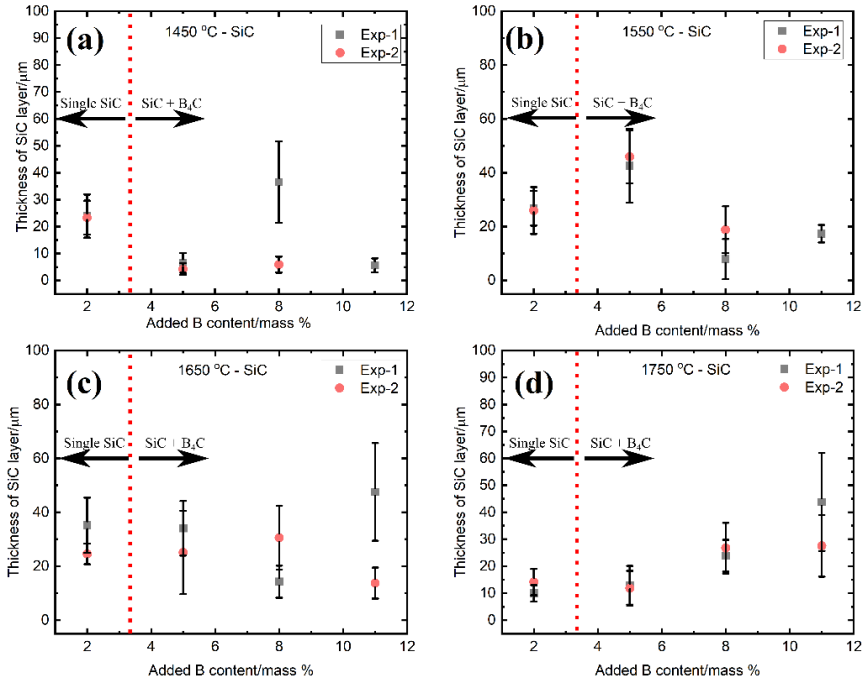 (a)
1450 °C - SiC
Exp-1
Exp-2
Single SiC
SiC + B4C
Thickness of SiC layer/μm
100
90
80
70
60
50
40
30
20
10
0
2
4
6
8
10
12
Added B content/mass %
(b)
1550 °C - SiC
Exp-1
Exp-2
Single SiC
SiC + B4C
Thickness of SiC layer/μm
100
80
60
40
20
0
2
4
6
8
10
12
Added B content/mass %
(c)
1650 °C - SiC
Exp-1
Exp-2
Single SiC
SiC + B4C
Thickness of SiC layer/μm
100
80
60
40
20
0
2
4
6
8
10
12
Added B content/mass %
(d)
1750 °C - SiC
Exp-1
Exp-2
Single SiC
SiC + B4C
Thickness of SiC layer/μm
100
90
80
70
60
50
40
30
20
10
0
2
4
6
8
10
12
Added B content/mass %